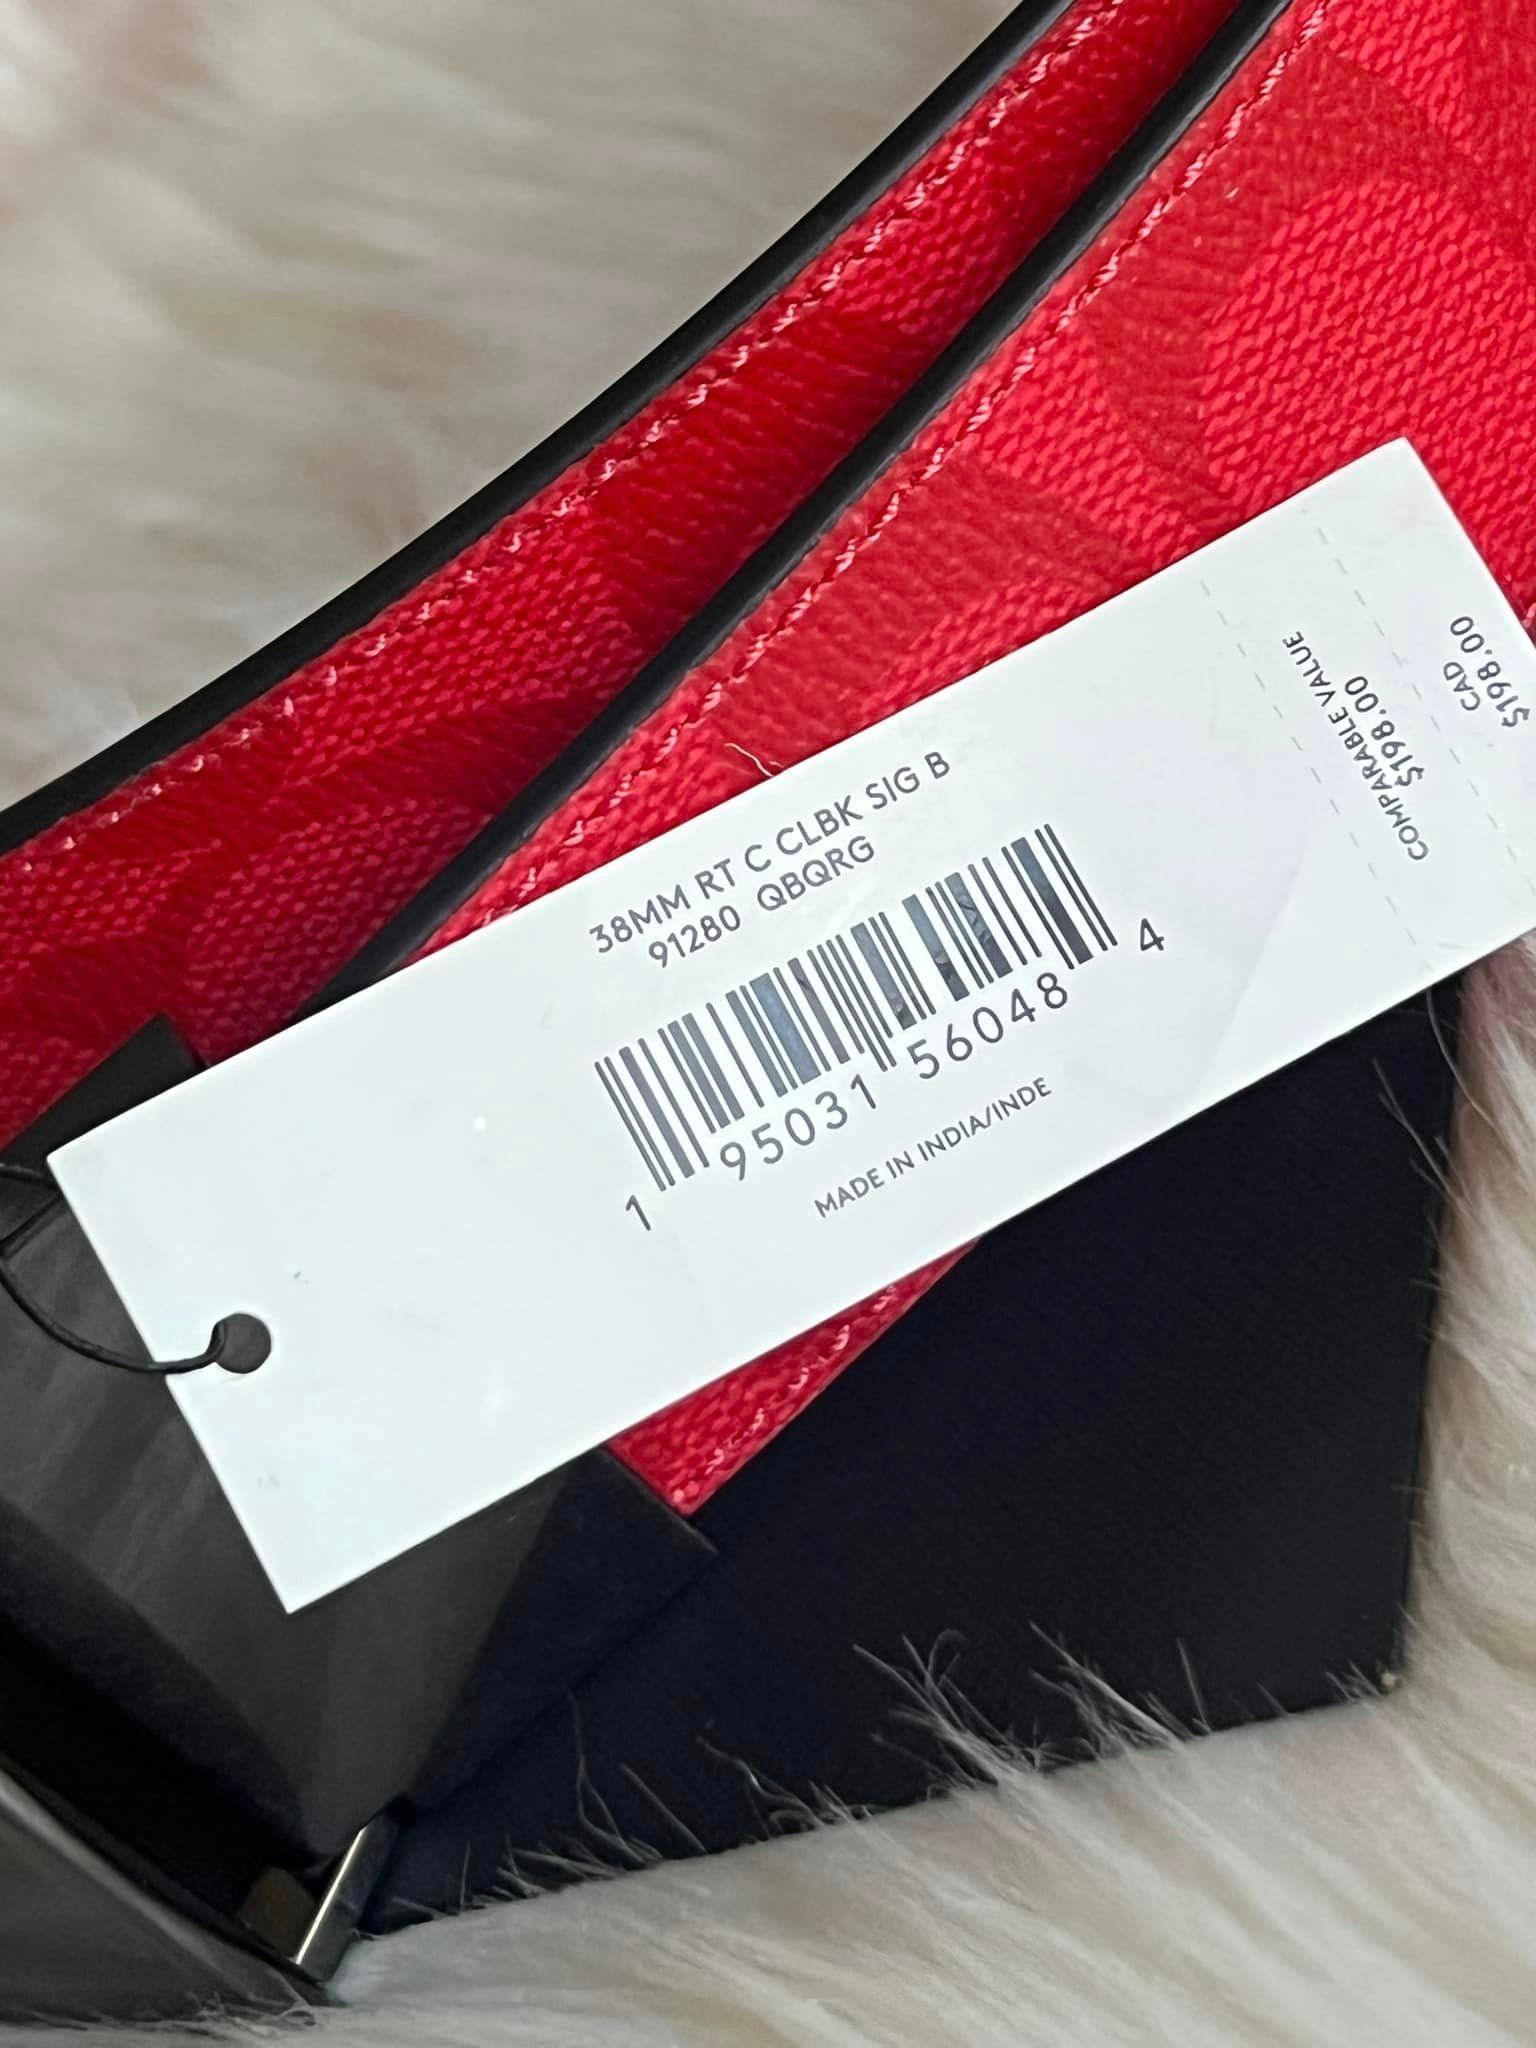 38MM RT C CLBK SIG B
91280 QBQRG
1 95031 56048 4
MADE IN INDIA/INDE
COMPARABLE VALUE
$198.00
CAD
$198.00